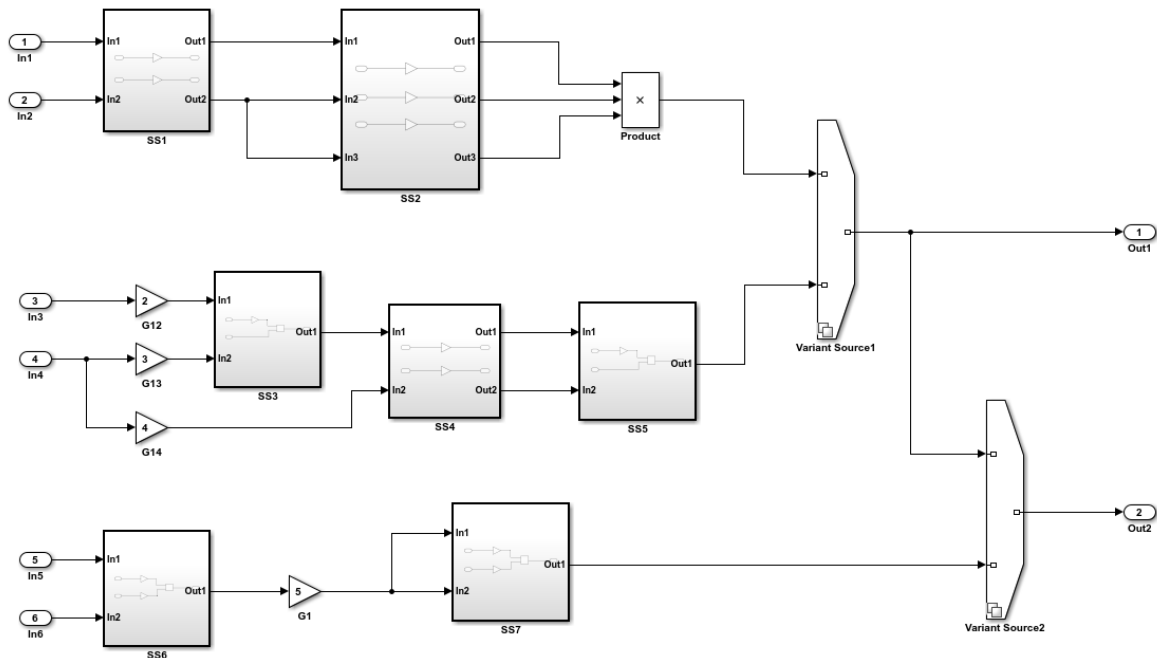 1
In1
2
In2
In1
Out1
In2
Out2
SS1
In1
Out1
In2
Out2
In3
Out3
SS2
×
Product
Variant Source1
1
Out1
3
In3
4
In4
2
G12
3
G13
4
G14
In1
In2
Out1
SS3
In1
Out1
In2
Out2
SS4
In1
Out1
In2
SS5
5
In5
6
In6
In1
Out1
In2
SS6
5
G1
In1
Out1
In2
SS7
Variant Source2
2
Out2